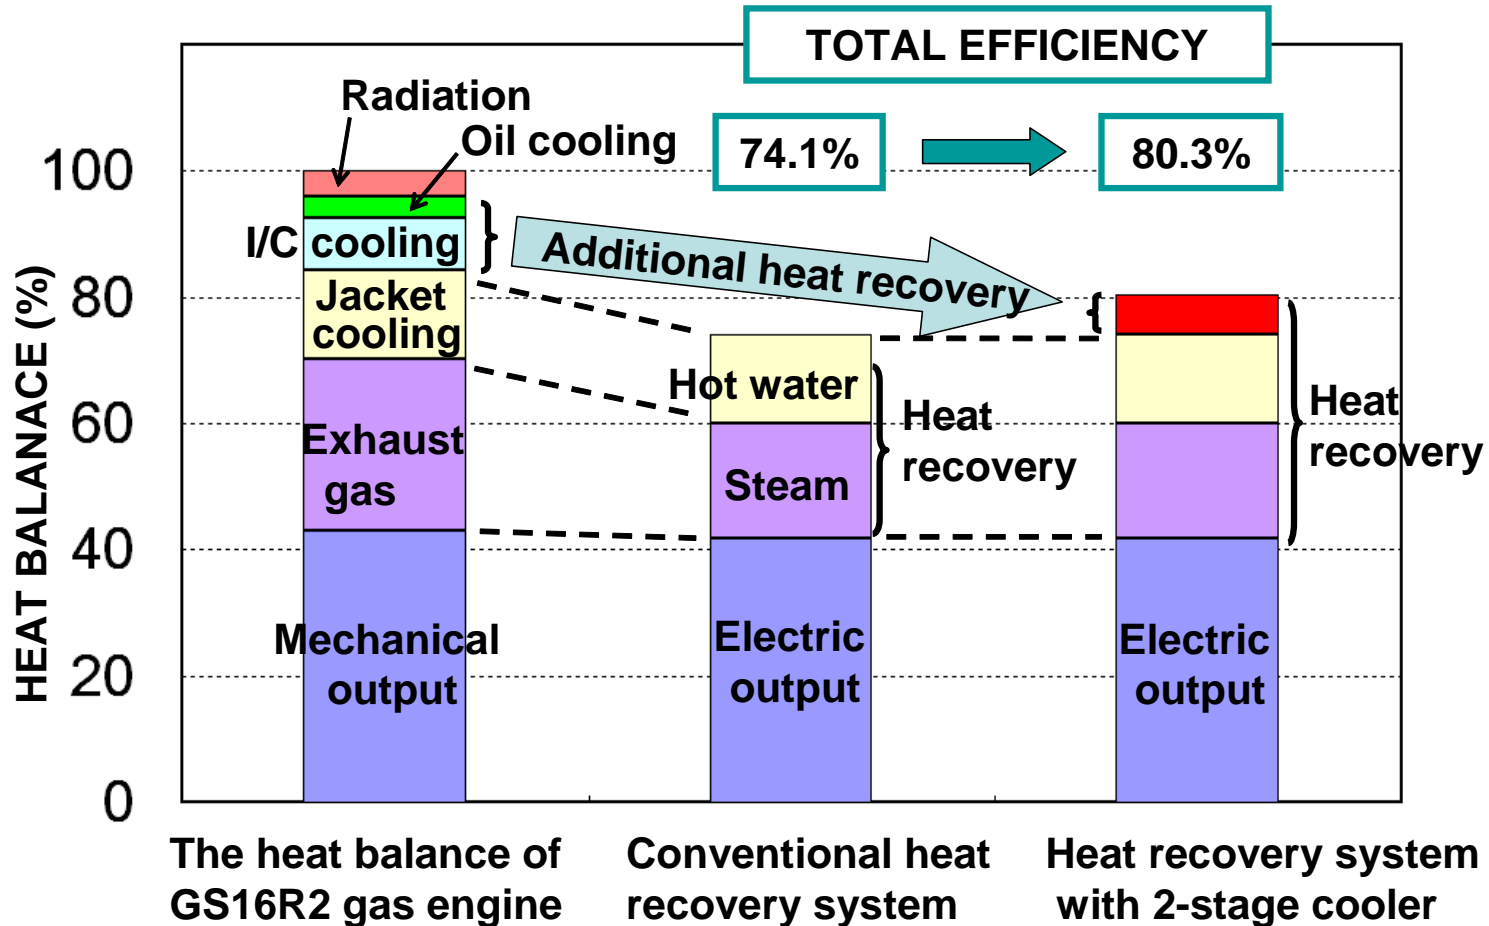 TOTAL EFFICIENCY
Radiation
Oil cooling
74.1%
80.3%
100
80
60
40
20
0
HEAT BALANACE (%)
I/C cooling
Additional heat recovery
Jacket
cooling
Hot water
Heat
recovery
Heat
recovery
Exhaust
gas
Steam
Mechanical
output
Electric
output
Electric
output
The heat balance of
GS16R2 gas engine
Conventional heat
recovery system
Heat recovery system
with 2-stage cooler